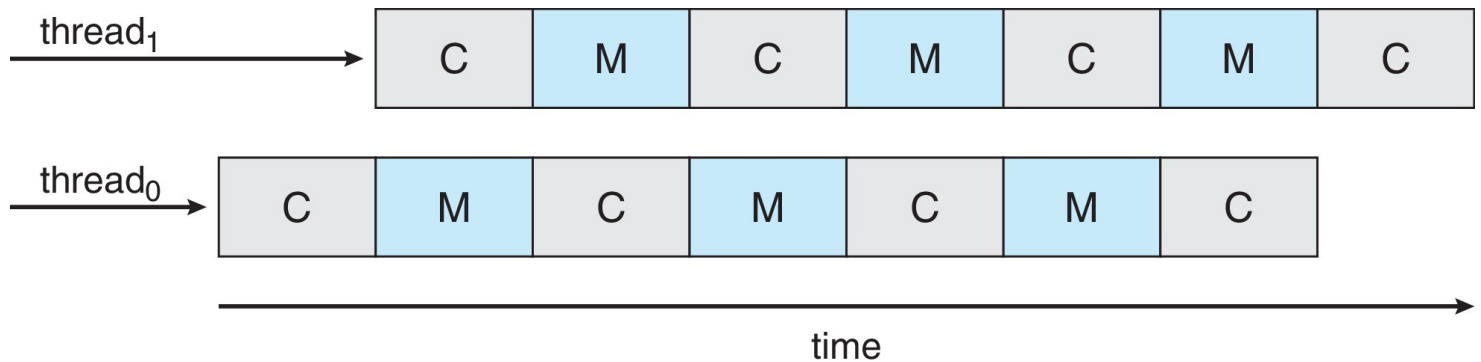 thread₁ C M C M C M C
thread₀ C M C M C M C
time